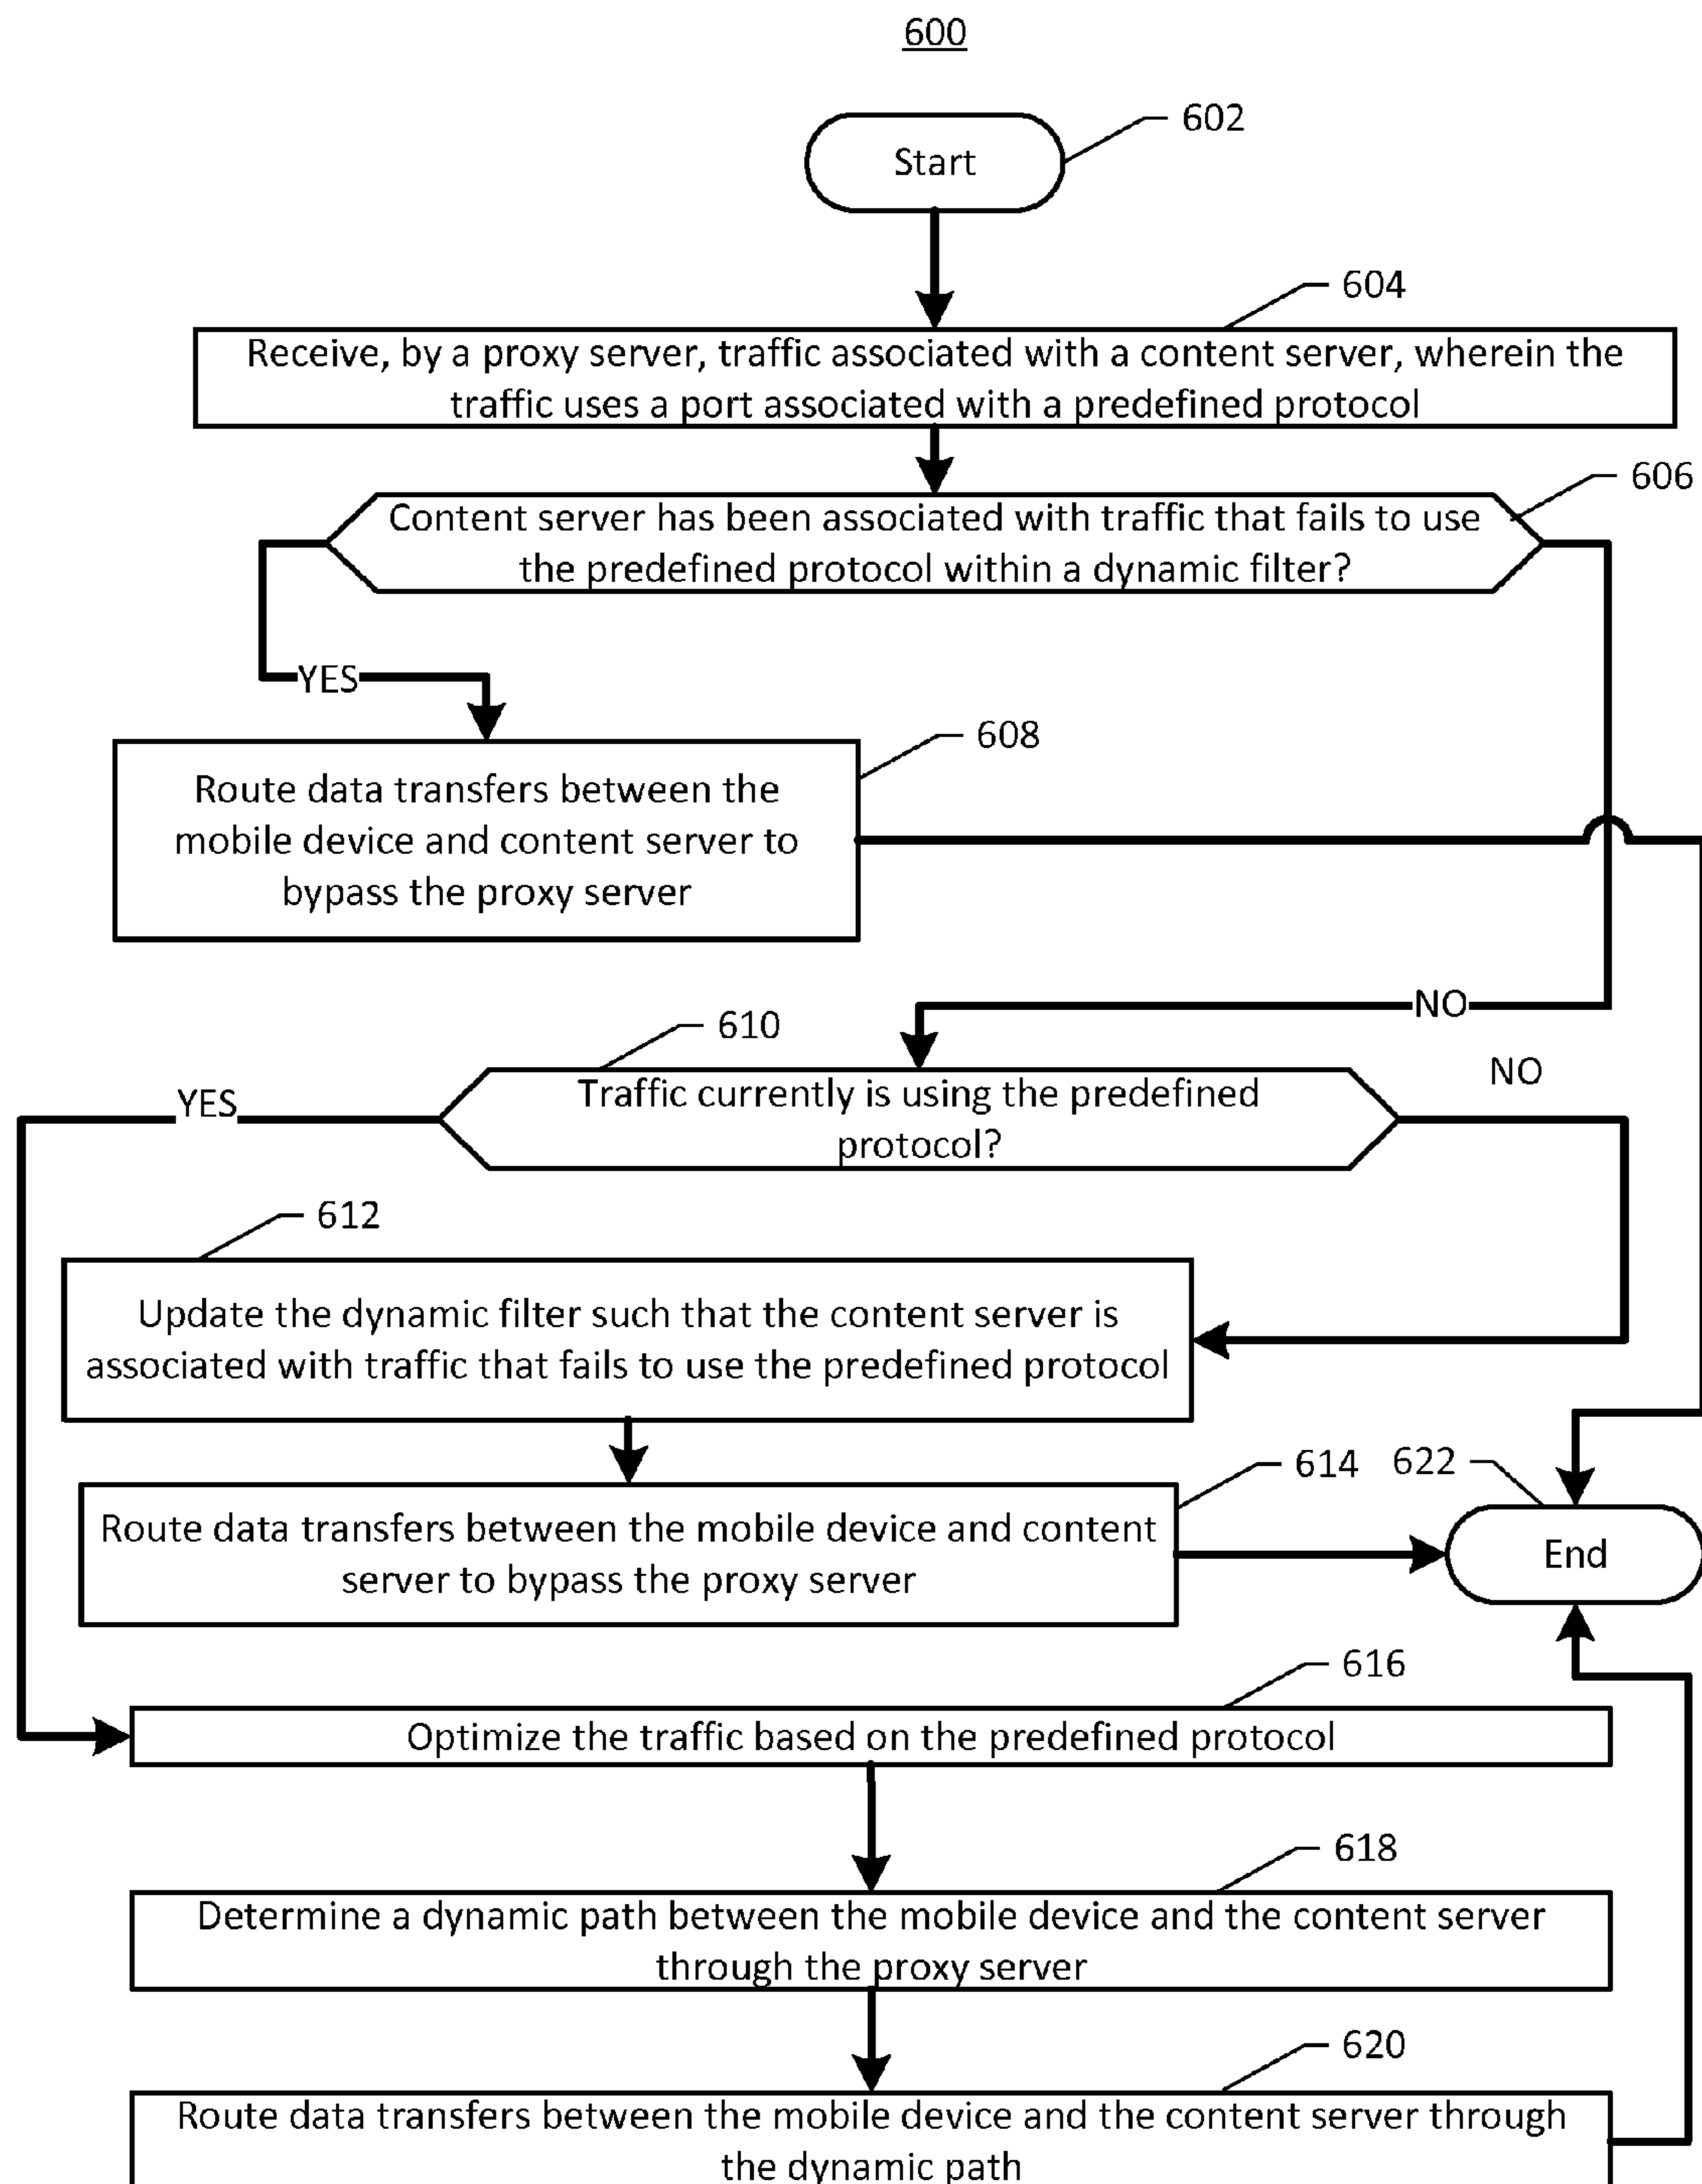 600
602
Start
604
Receive, by a proxy server, traffic associated with a content server, wherein the
traffic uses a port associated with a predefined protocol
606
Content server has been associated with traffic that fails to use
the predefined protocol within a dynamic filter?
YES
608
Route data transfers between the
mobile device and content server to
bypass the proxy server
NO
610
NO
YES
Traffic currently is using the predefined
protocol?
612
Update the dynamic filter such that the content server is
associated with traffic that fails to use the predefined protocol
614
622
Route data transfers between the mobile device and content
server to bypass the proxy server
End
616
Optimize the traffic based on the predefined protocol
618
Determine a dynamic path between the mobile device and the content server
through the proxy server
620
Route data transfers between the mobile device and the content server through
the dynamic path